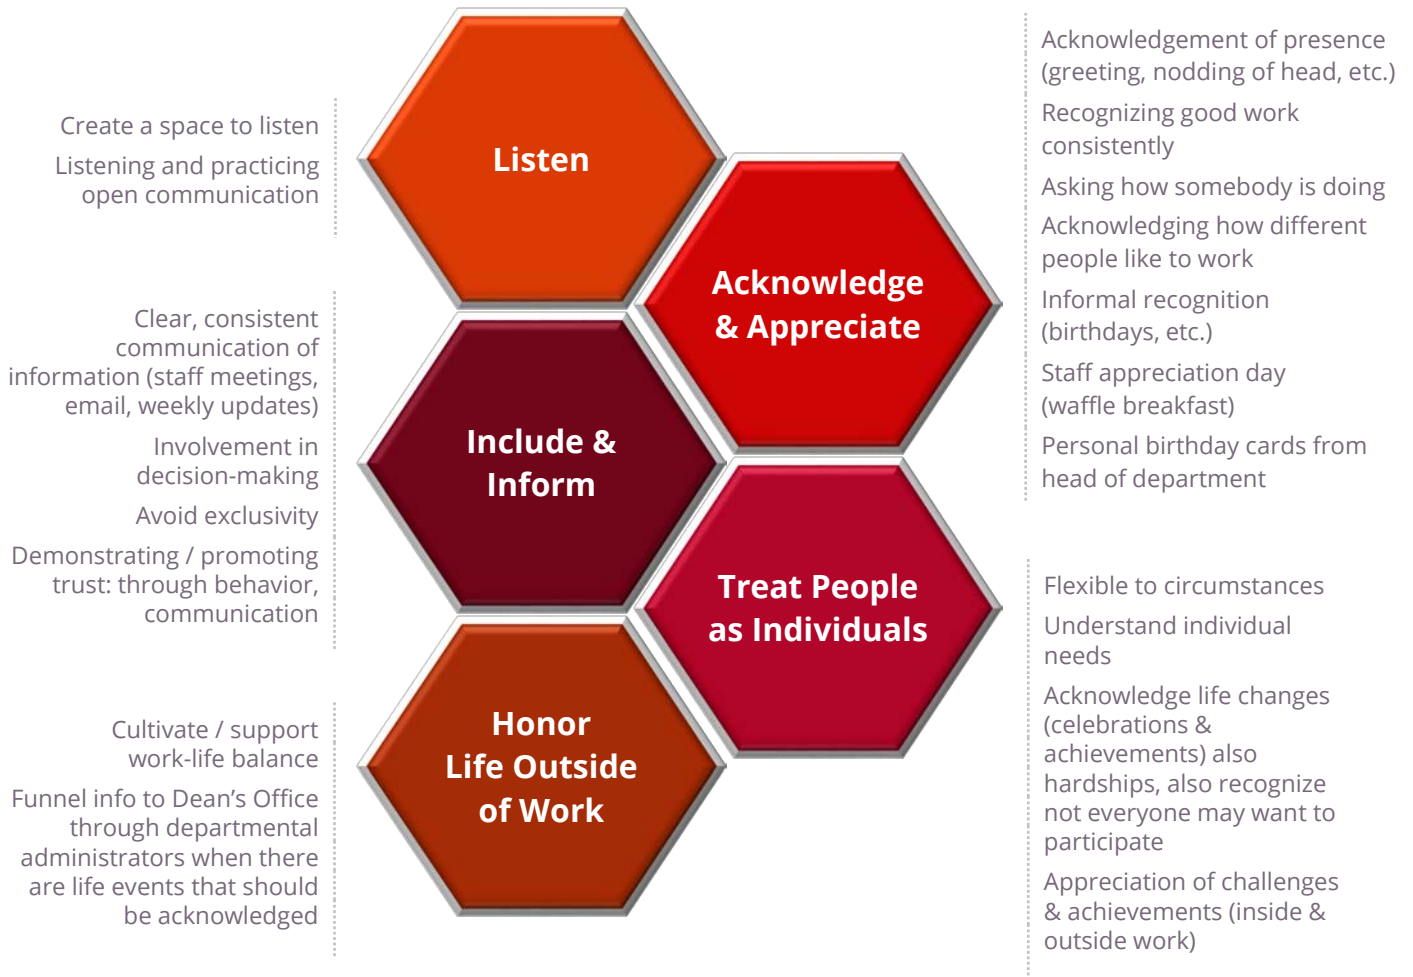 Create a space to listen
Listening and practicing
open communication
Listen
Acknowledgement of presence
(greeting, nodding of head, etc.)
Recognizing good work
consistently
Asking how somebody is doing
Acknowledging how different
people like to work
Informal recognition
(birthdays, etc.)
Staff appreciation day
(waffle breakfast)
Personal birthday cards from
head of department
Acknowledge
& Appreciate
Clear, consistent
communication of
information (staff meetings,
email, weekly updates)
Involvement in
decision-making
Avoid exclusivity
Demonstrating / promoting
trust: through behavior,
communication
Include &
Inform
Treat People
as Individuals
Flexible to circumstances
Understand individual
needs
Acknowledge life changes
(celebrations &
achievements) also
hardships, also recognize
not everyone may want to
participate
Appreciation of challenges
& achievements (inside &
outside work)
Cultivate / support
work-life balance
Funnel info to Dean’s Office
through departmental
administrators when there
are life events that should
be acknowledged
Honor
Life Outside
of Work